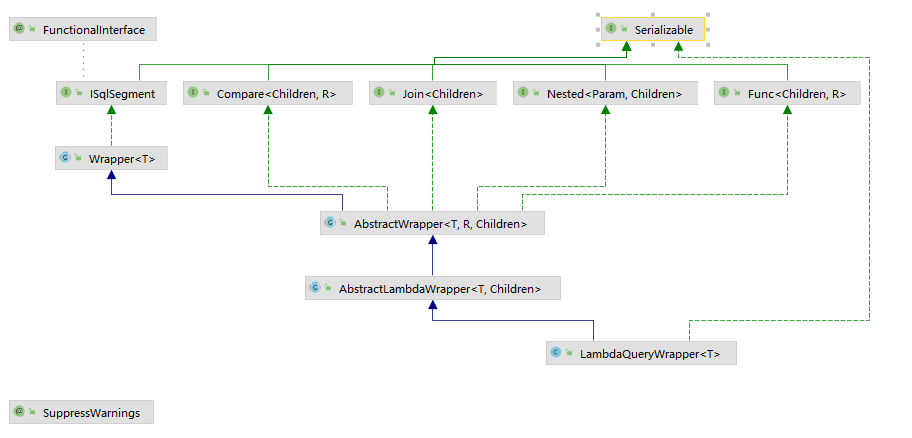 FunctionalInterface
Serializable
ISqlSegment
Compare<Children, R>
Join<Children>
Nested<Param, Children>
Func<Children, R>
Wrapper<T>
AbstractWrapper<T, R, Children>
AbstractLambdaWrapper<T, Children>
LambdaQueryWrapper<T>
SuppressWarnings